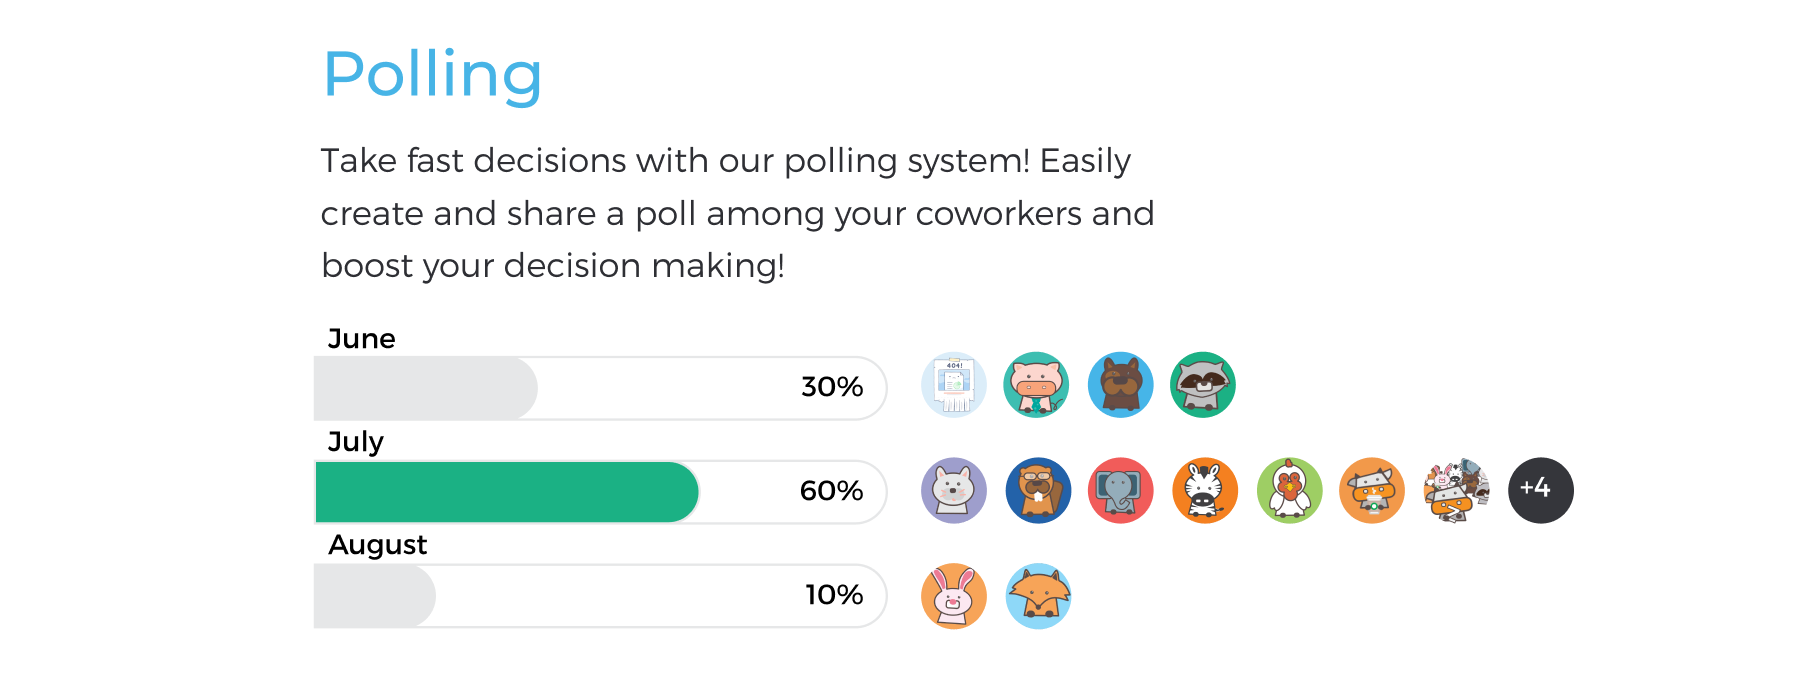 Polling
Take fast decisions with our polling system! Easily
create and share a poll among your coworkers and
boost your decision making!
June
30%
404!
July
60%
+4
August
10%